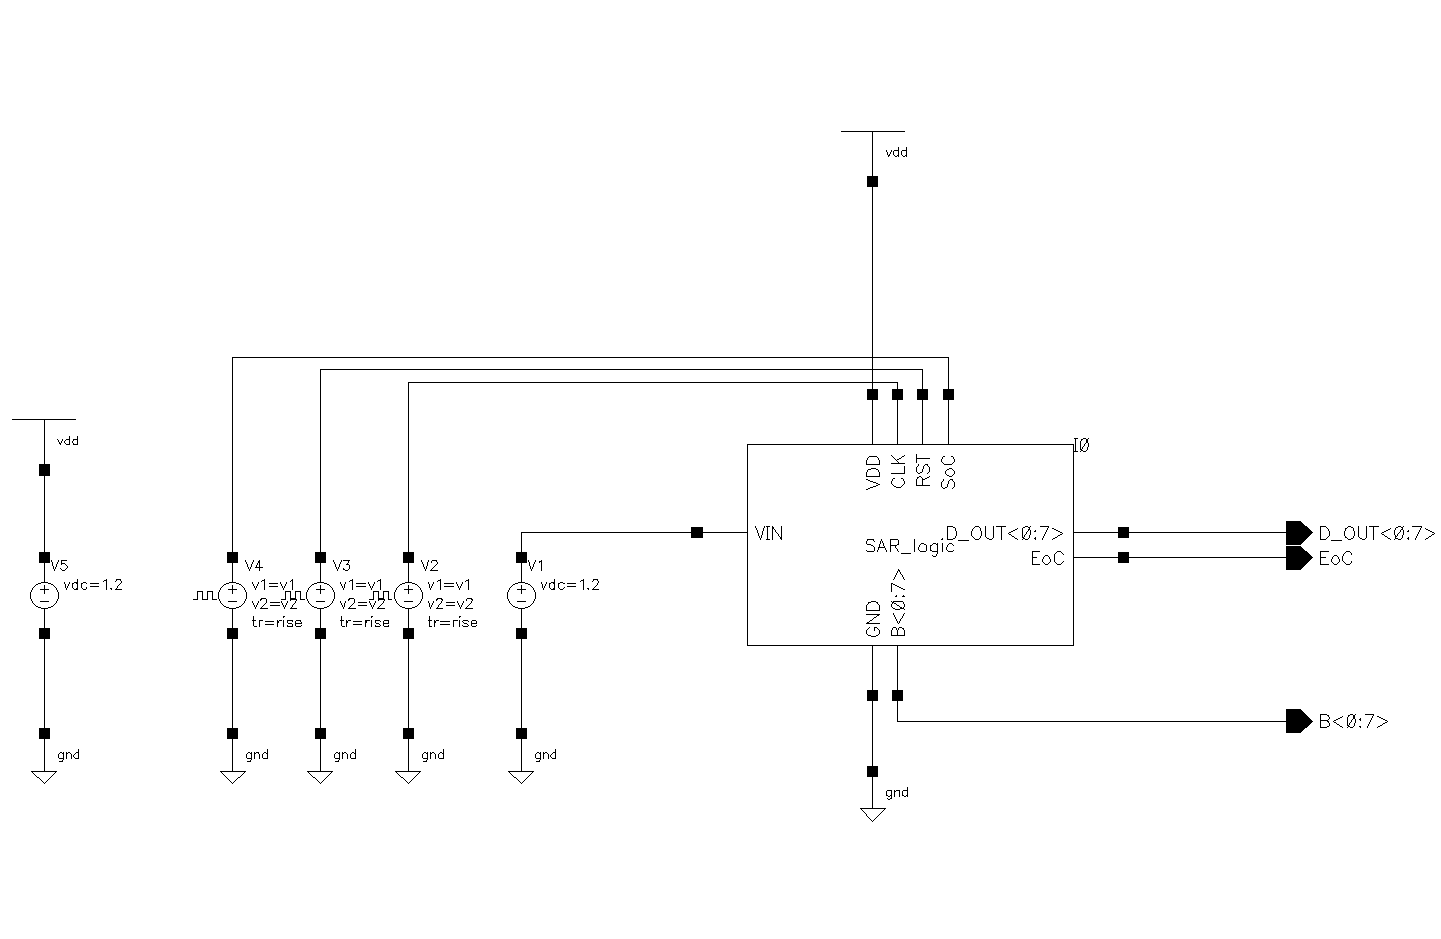 vdd
vdd
I0
VDD
CLK
RST
SoC
VIN
D_OUT<0:7>
SAR_logic
EoC
GND
B<0:7>
D_OUT<0:7>
EoC
V5
vdc=1.2
V4
v1=v1
v2=v2
tr=rise
V3
v1=v1
v2=v2
tr=rise
V2
v1=v1
v2=v2
tr=rise
V1
vdc=1.2
B<0:7>
gnd
gnd
gnd
gnd
gnd
gnd